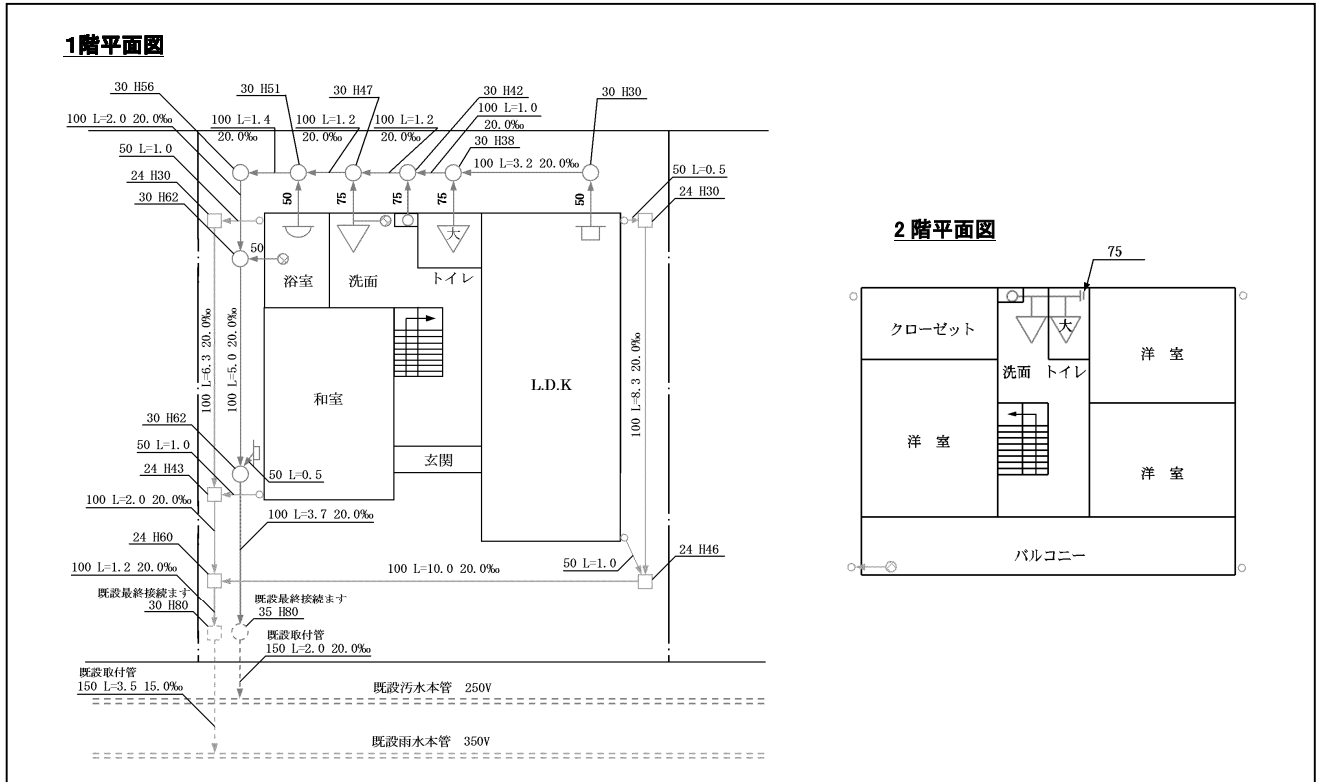 1階平面図
30 H56
30 H51
30 H47
30 H42
30 H30
100 L=2.0 20.0‰
100 L=1.4
20.0‰
100 L=1.2
20.0‰
100 L=1.2
20.0‰
100 L=1.0
20.0‰
30 H38
100 L=3.2 20.0‰
50 L=1.0
24 H30
30 H62
50 L=0.5
24 H30
50
75
75
75
50
50
大
浴室
洗面
トイレ
100 L=6.3 20.0‰
100 L=5.0 20.0‰
100 L=8.3 20.0‰
和室
L.D.K
玄関
30 H62
50 L=1.0
24 H43
50 L=0.5
100 L=2.0 20.0‰
100 L=3.7 20.0‰
24 H60
100 L=1.2 20.0‰
100 L=10.0 20.0‰
50 L=1.0
24 H46
既設最終接続ます
30 H80
既設最終接続ます
35 H80
既設取付管
150 L=2.0 20.0‰
既設取付管
150 L=3.5 15.0‰
既設汚水本管 250V
既設雨水本管 350V
2階平面図
75
クローゼット
大
洗面
トイレ
洋 室
洋 室
洋 室
バルコニー